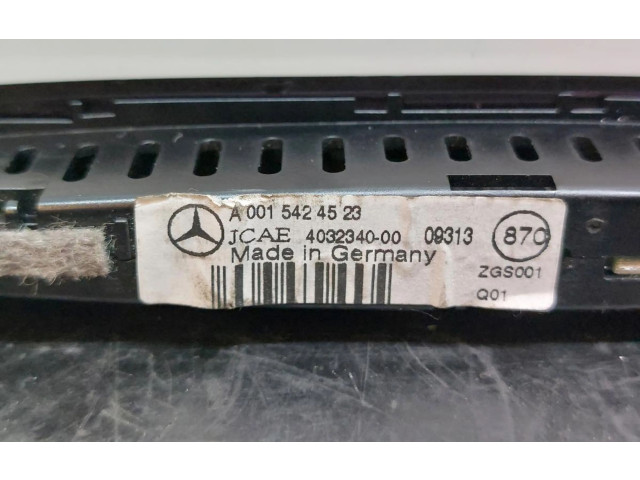 A 001 542 45 23
JCAE 4032340-00 09313 870
Made in Germany
ZGS001
Q01